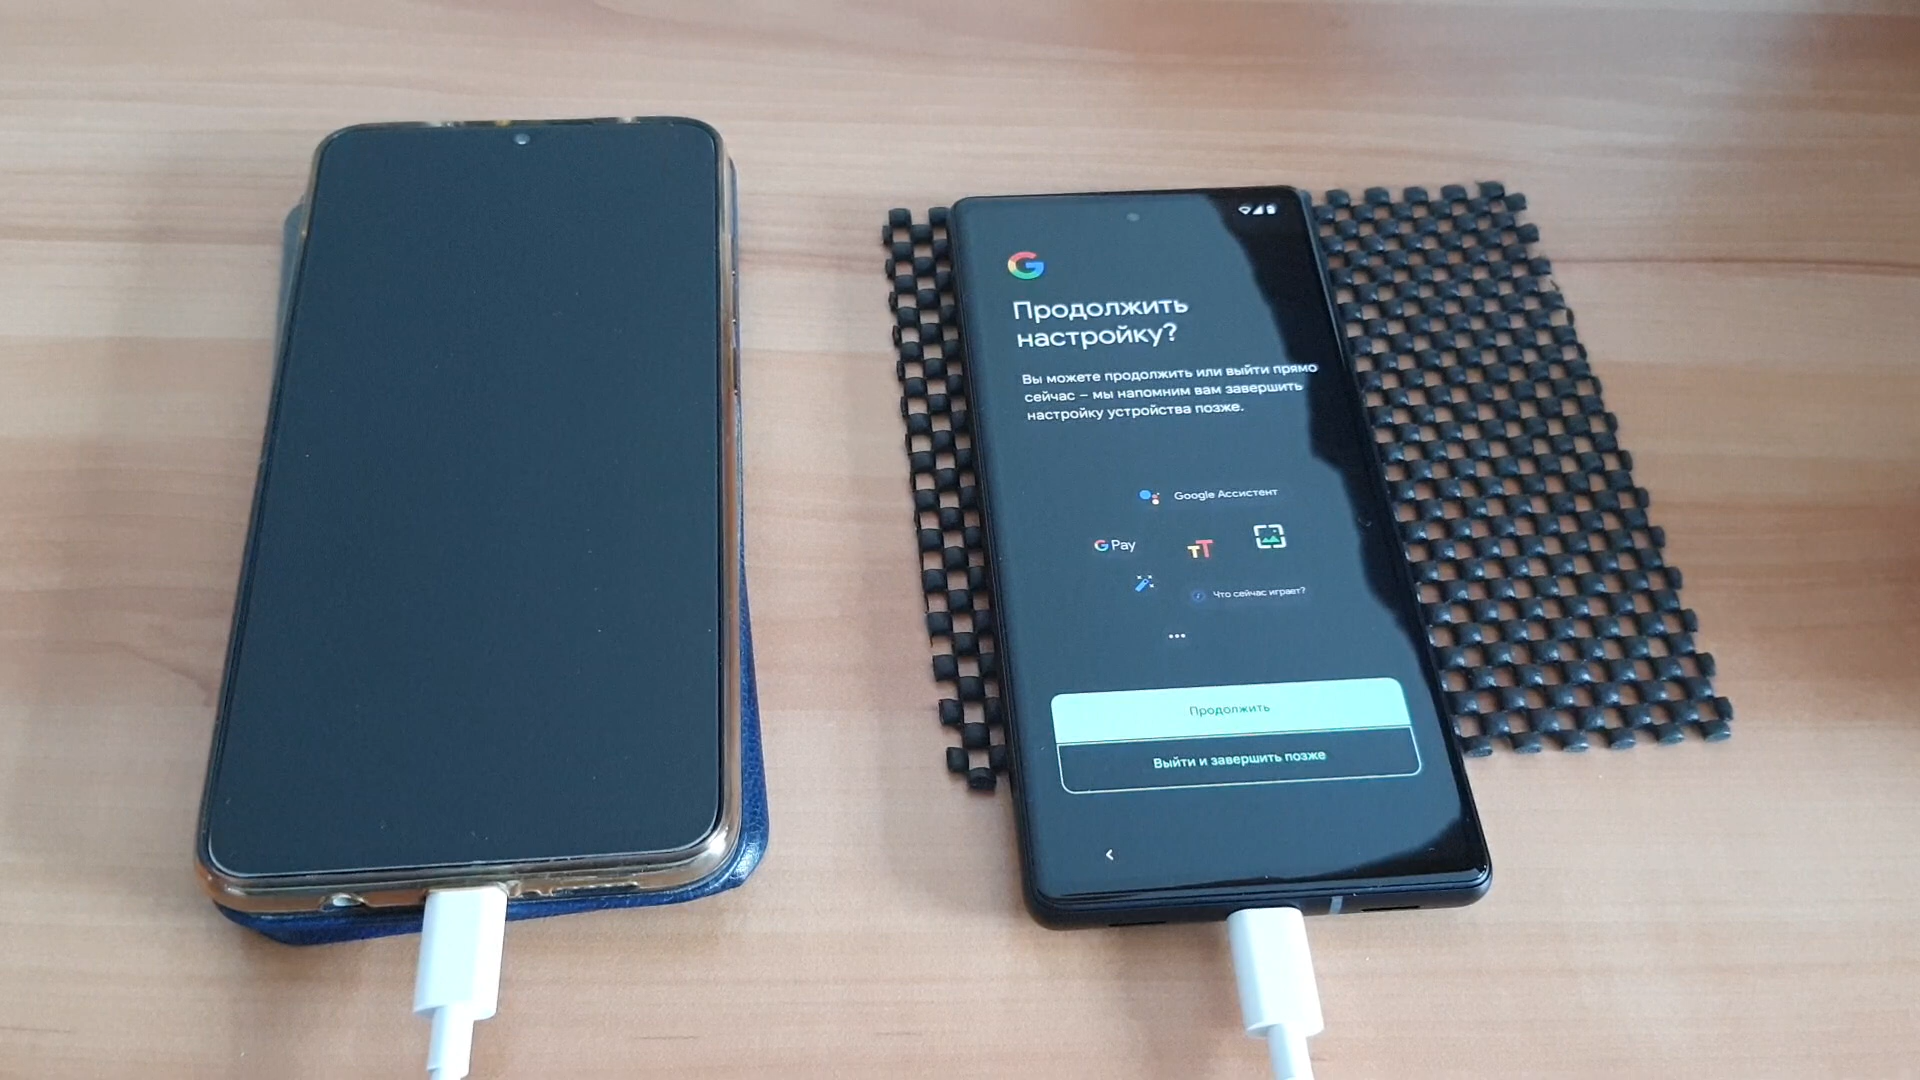 Продолжить
настройку?
Вы можете продолжить или выйти прямо
сейчас – мы напомним вам завершить
настройку устройства позже.
Google Ассистент
G Pay
тT
Что сейчас играет?
Продолжить
Выйти и завершить позже